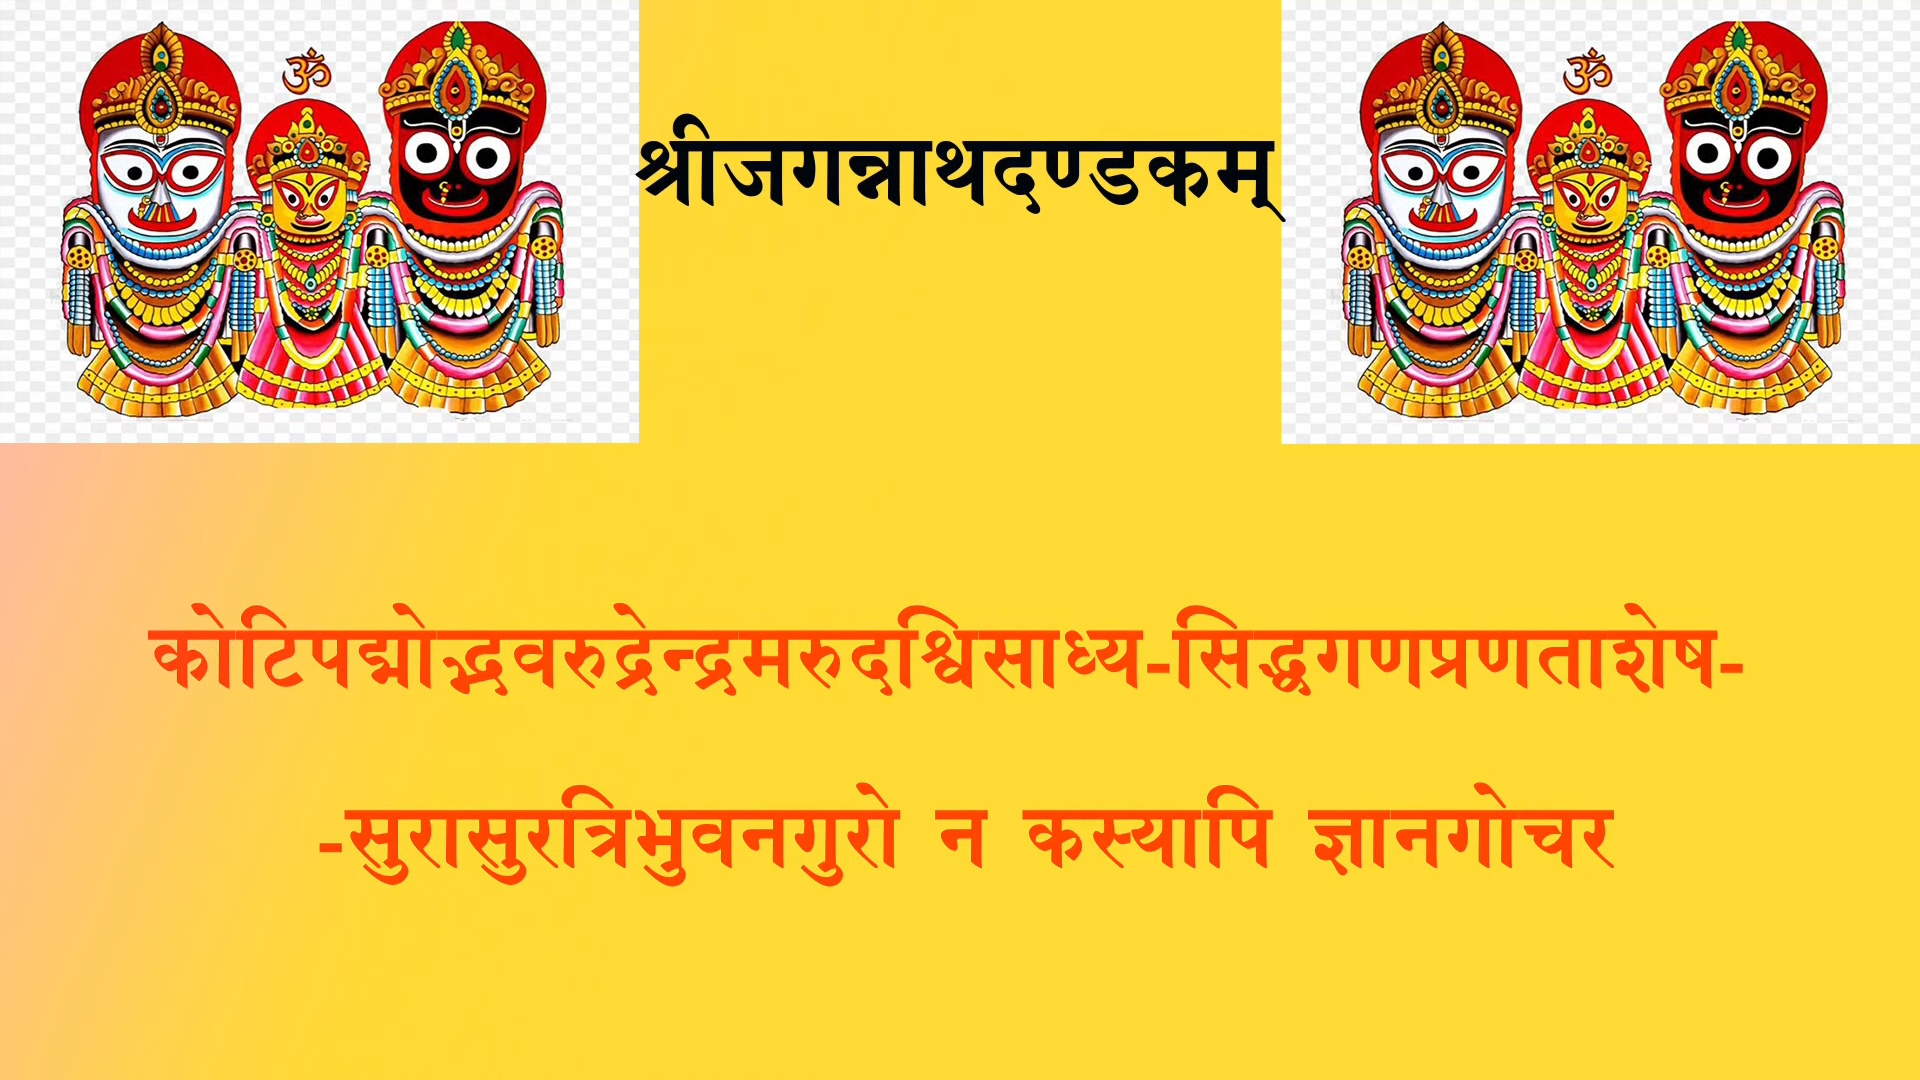 ॐ
ॐ
श्रीजगन्नाथदण्डकम्
कोटिपद्मोद्भवरुद्रेन्द्रमरुदश्विसाध्य-सिद्धगणप्रणताशेष-
-सुरासुरत्रिभुवनगुरो न कस्यापि ज्ञानगोचर